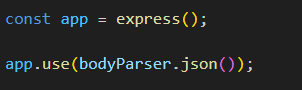 const app = express();
app.use(bodyParser.json());